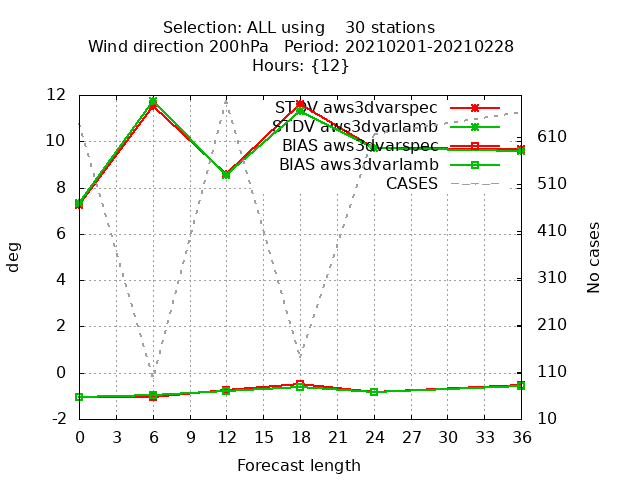 Selection: ALL using 30 stations
Wind direction 200hPa Period: 20210201-20210228
Hours: {12}
STDV aws3dvarspec
STDV aws3dvarlamb
BIAS aws3dvarspec
BIAS aws3dvarlamb
CASES
12
10
8
6
4
2
0
-2
deg
610
510
410
310
210
110
10
No cases
0 3 6 9 12 15 18 21 24 27 30 33 36
Forecast length